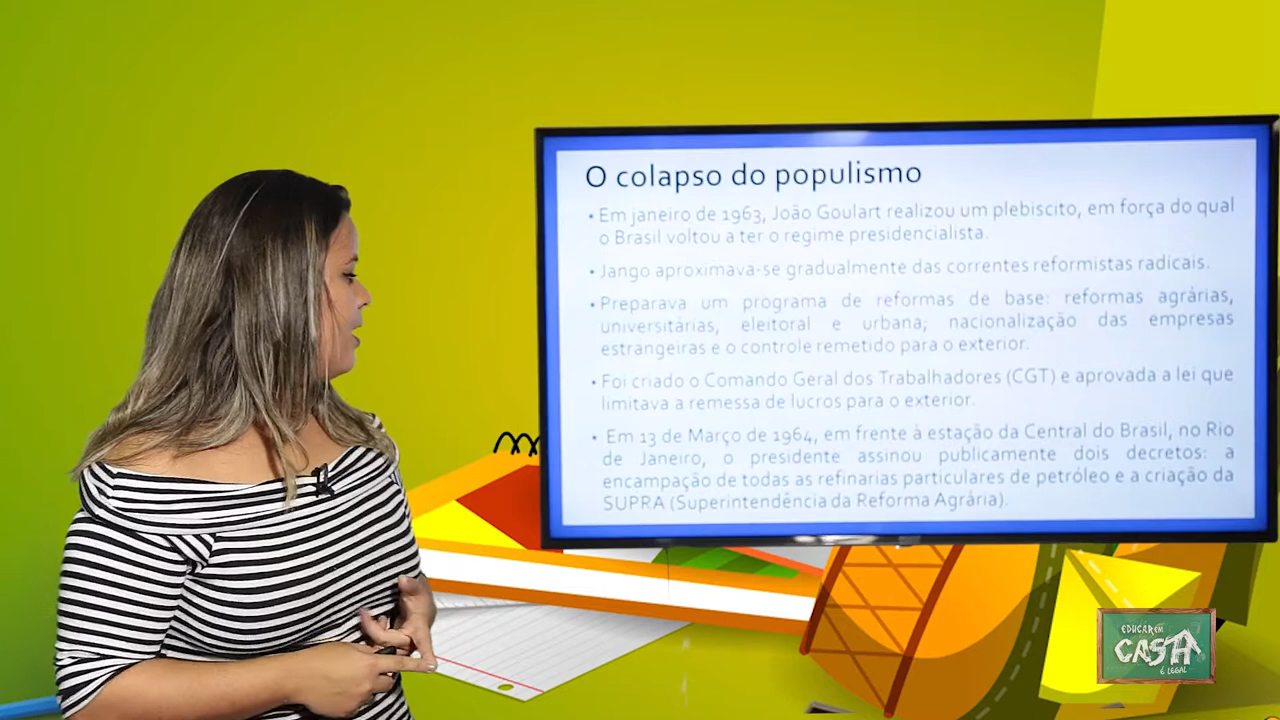 O colapso do populismo
• Em janeiro de 1963, João Goulart realizou um plebiscito, em força do qual
o Brasil voltou a ter o regime presidencialista.
• Jango aproximava-se gradualmente das correntes reformistas radicais.
• Preparava um programa de reformas de base: reformas agrárias,
universitárias, eleitoral e urbana; nacionalização das empresas
estrangeiras e o controle remetido para o exterior.
• Foi criado o Comando Geral dos Trabalhadores (CGT) e aprovada a lei que
limitava a remessa de lucros para o exterior.
• Em 13 de Março de 1964, em frente à estação da Central do Brasil, no Rio
de Janeiro, o presidente assinou publicamente dois decretos: a
encampação de todas as refinarias particulares de petróleo e a criação da
SUPRA (Superintendência da Reforma Agrária).
EDUCAR EM
CASA
É LEGAL